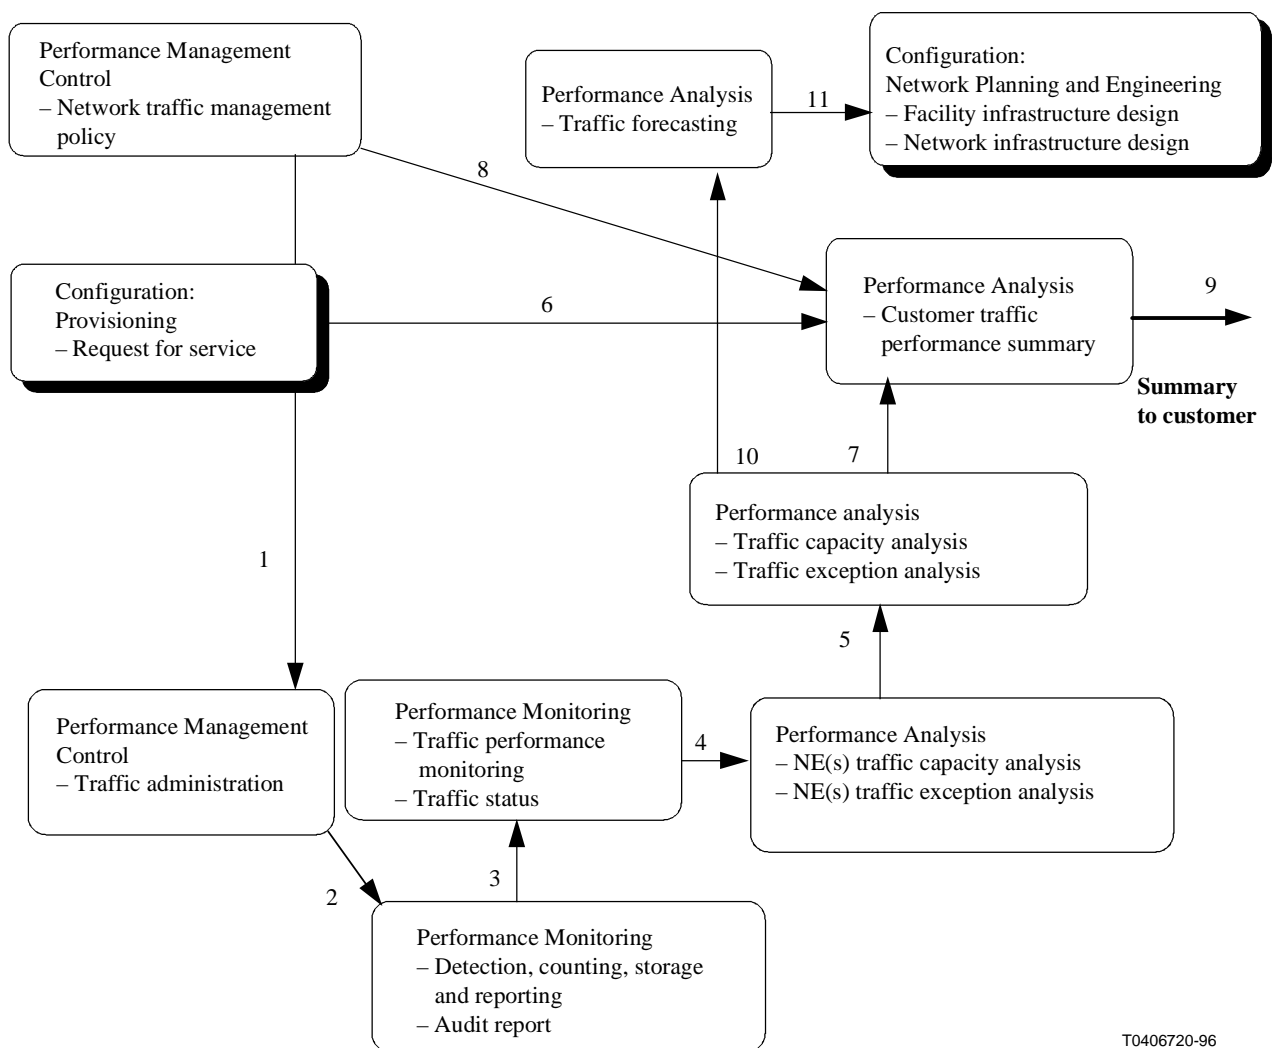 Performance Management
Control
– Network traffic management
policy
Performance Analysis
– Traffic forecasting
11
Configuration:
Network Planning and Engineering
– Facility infrastructure design
– Network infrastructure design
8
Configuration:
Provisioning
– Request for service
6
Performance Analysis
– Customer traffic
performance summary
9
Summary
to customer
10
7
Performance analysis
– Traffic capacity analysis
– Traffic exception analysis
1
5
Performance Management
Control
– Traffic administration
Performance Monitoring
– Traffic performance
monitoring
– Traffic status
4
Performance Analysis
– NE(s) traffic capacity analysis
– NE(s) traffic exception analysis
2
3
Performance Monitoring
– Detection, counting, storage
and reporting
– Audit report
T0406720-96